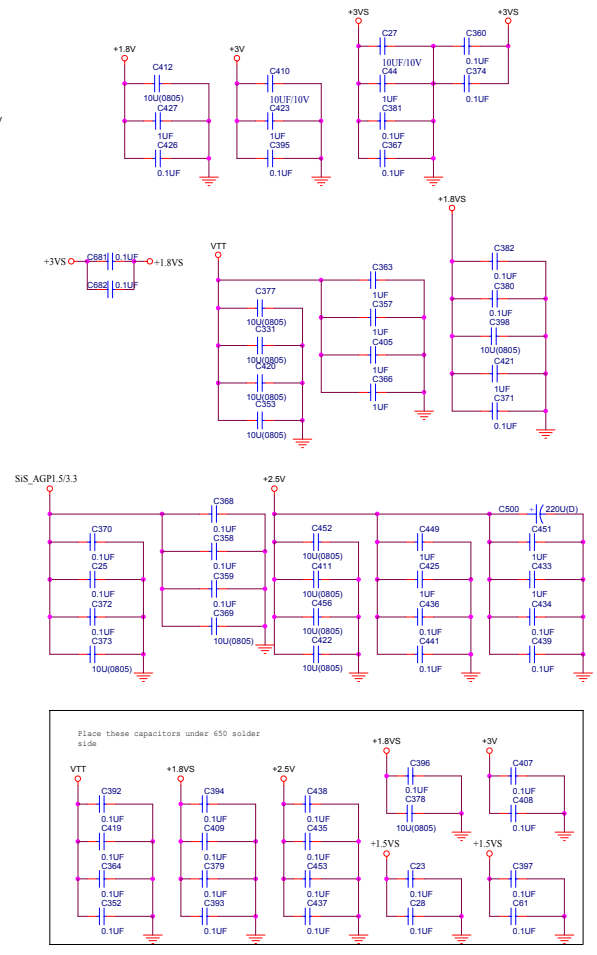 +3VS
+3VS
C27
C360
+1.8V
+3V
10UF/10V
0.1UF
C412
C410
C44
C374
10U(0805)
10UF/10V
1UF
0.1UF
C427
C423
C381
1UF
1UF
0.1UF
C426
C395
C367
0.1UF
0.1UF
0.1UF
+1.8VS
VTT
C382
+3VS
C681
0.1UF
+1.8VS
C363
0.1UF
C682
0.1UF
C377
1UF
C380
C357
0.1UF
10U(0805)
C398
C331
1UF
C405
10U(0805)
10U(0805)
C421
C420
1UF
C366
1UF
10U(0805)
C371
C353
1UF
0.1UF
10U(0805)
SiS_AGP1.5/3.3
+2.5V
C368
C500
+
220U(D)
C370
0.1UF
C452
C449
C451
C358
0.1UF
10U(0805)
1UF
1UF
C25
0.1UF
C411
C425
C433
C359
0.1UF
10U(0805)
1UF
1UF
C372
0.1UF
C456
C436
C434
C369
0.1UF
10U(0805)
0.1UF
0.1UF
C373
10U(0805)
C422
C441
C439
10U(0805)
10U(0805)
0.1UF
0.1UF
Place these capacitors under 650 solder
side
+1.8VS
+3V
VTT
+1.8VS
+2.5V
C396
C407
C392
C394
C438
0.1UF
0.1UF
C378
C408
0.1UF
0.1UF
0.1UF
10U(0805)
0.1UF
C419
C409
C435
+1.5VS
+1.5VS
0.1UF
0.1UF
0.1UF
C364
C379
C453
C23
C397
0.1UF
0.1UF
0.1UF
0.1UF
0.1UF
C352
C393
C437
C28
C61
0.1UF
0.1UF
0.1UF
0.1UF
0.1UF